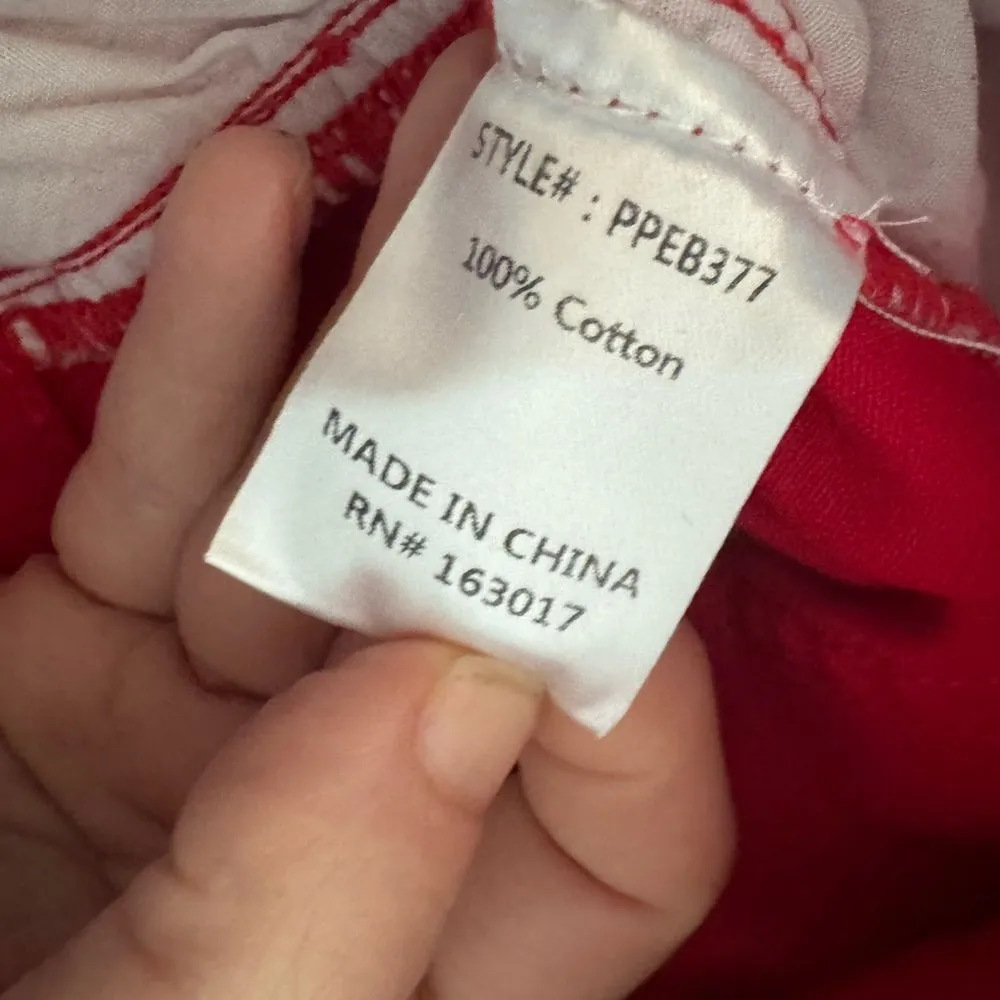 STYLE# : PPEB377
100% Cotton
MADE IN CHINA
RN# 163017